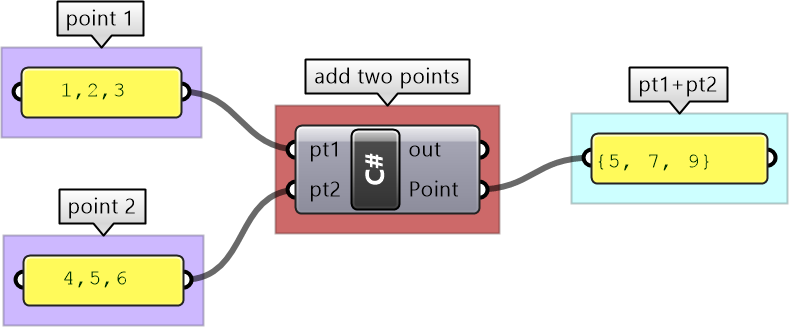 point 1
1,2,3
point 2
4,5,6
add two points
pt1
pt2
C#
out
Point
pt1+pt2
{5, 7, 9}